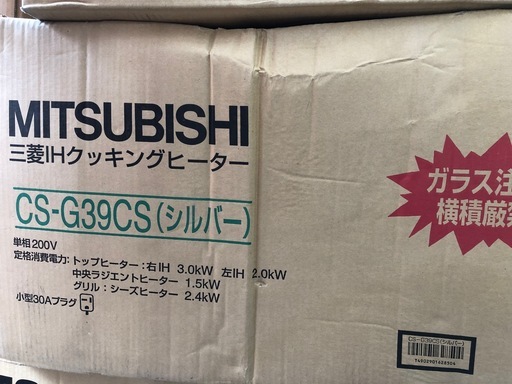 MITSUBISHI
三菱IHクッキングヒーター
CS-G39CS(シルバー)
単相200V
定格消費電力:トップヒーター:右IH 3.0kW 左IH 2.0kW
中央ラジエントヒーター 1.5kW
グリル:シーズヒーター 2.4kW
小型30Aプラグ
ガラス注
横積厳
CS-G39CS(シルバー)